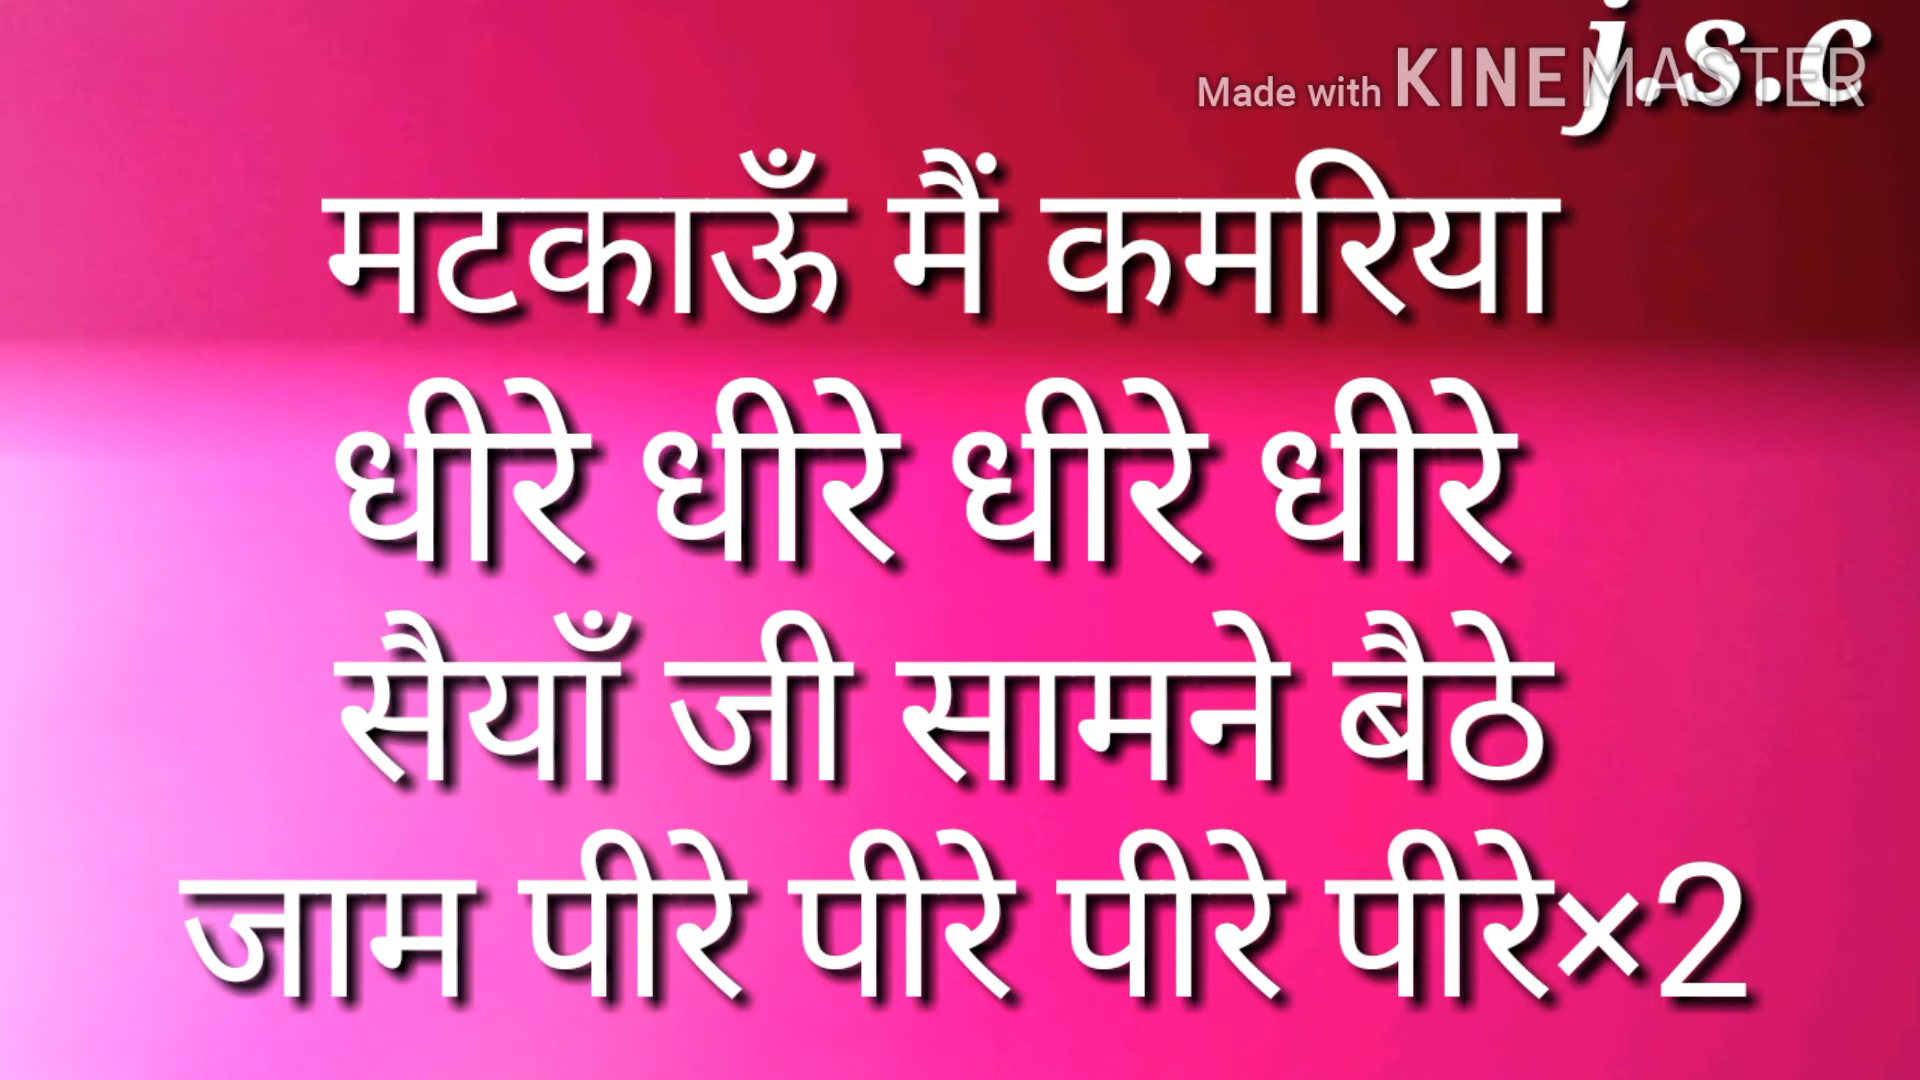 j.s.c
Made with KINEMASTER
मटकाऊँ मैं कमरिया
धीरे धीरे धीरे धीरे
सैयाँ जी सामने बैठे
जाम पीरे पीरे पीरे पीरे×2